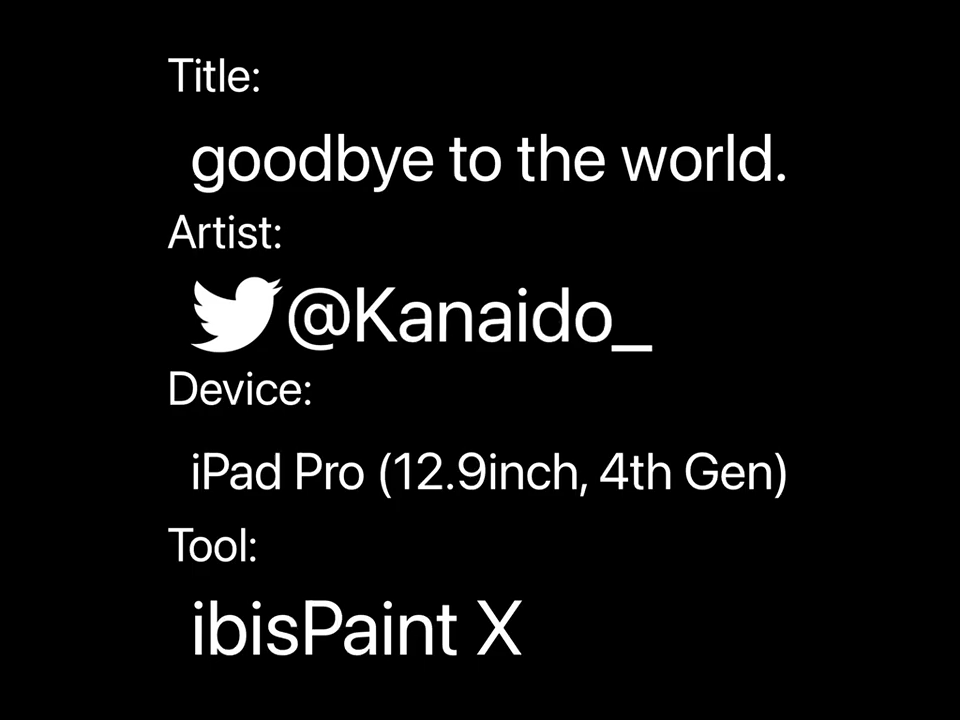 Title:
goodbye to the world.
Artist:
@Kanaido_
Device:
iPad Pro (12.9inch, 4th Gen)
Tool:
ibisPaint X